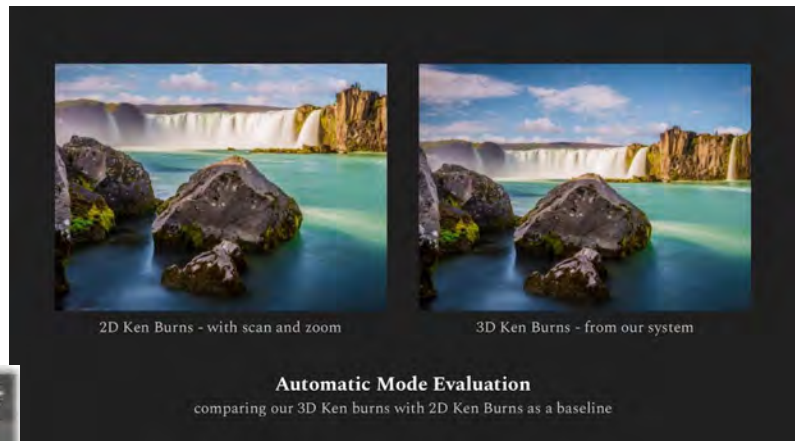 2D Ken Burns - with scan and zoom
3D Ken Burns - from our system
Automatic Mode Evaluation
comparing our 3D Ken burns with 2D Ken Burns as a baseline